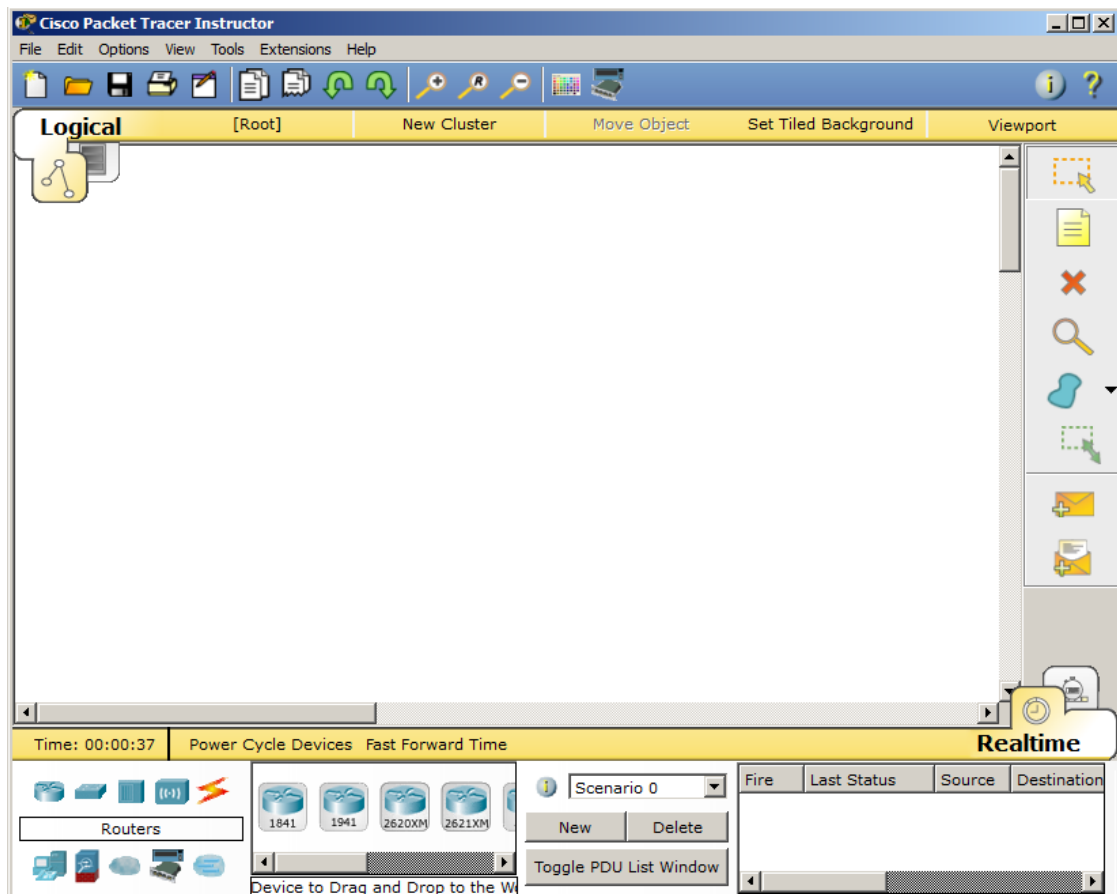 Cisco Packet Tracer Instructor
File Edit Options View Tools Extensions Help
R
i ?
Logical [Root] New Cluster Move Object Set Tiled Background Viewport
Time: 00:00:37 Power Cycle Devices Fast Forward Time Realtime
Routers
1841 1941 2620XM 2621XM
Device to Drag and Drop to the W
i Scenario 0
New Delete
Toggle PDU List Window
Fire Last Status Source Destination